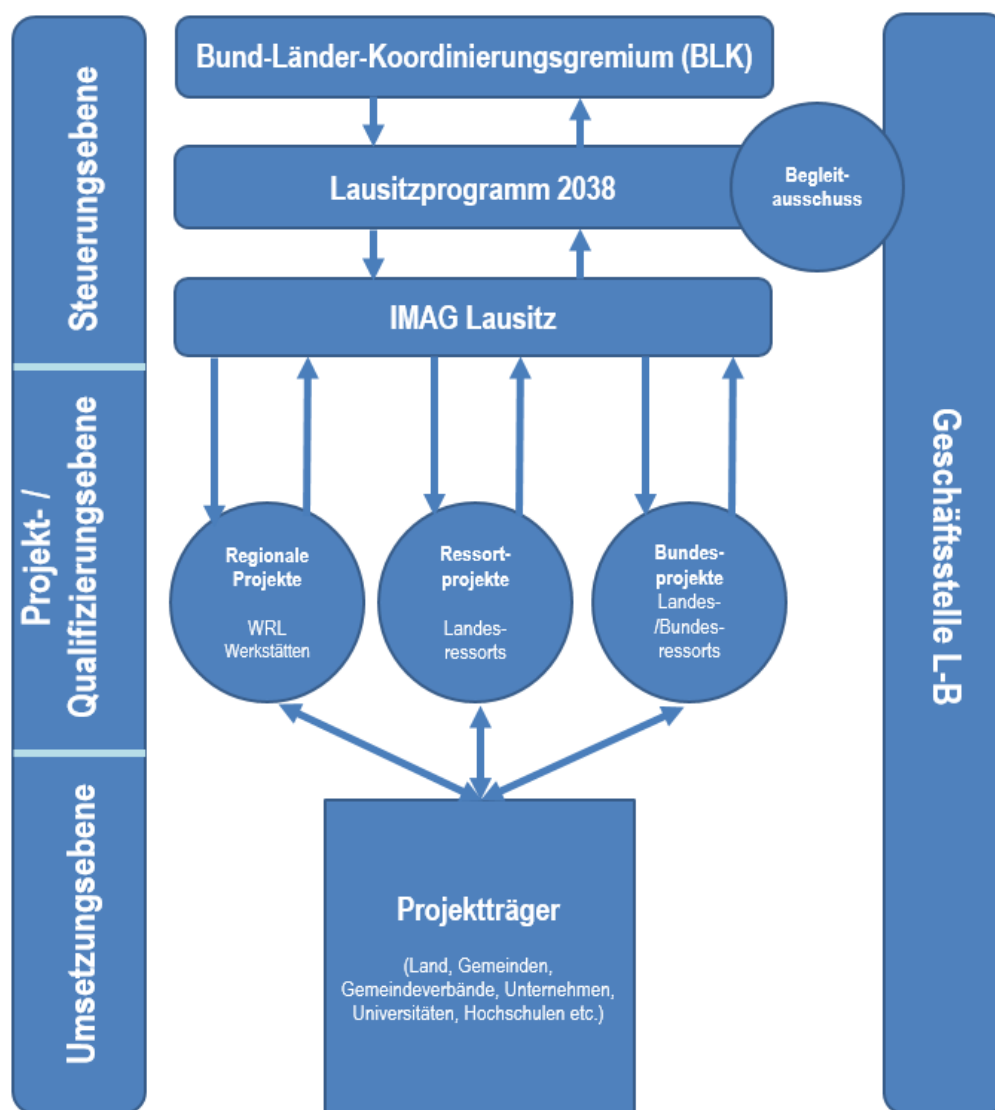 Steuerungsebene
Projekt- /
Qualifizierungsebene
Umsetzungsebene
Bund-Länder-Koordinierungsgremium (BLK)
Lausitzprogramm 2038
Begleit-
ausschuss
IMAG Lausitz
Regionale
Projekte
WRL
Werkstätten
Ressort-
projekte
Landes-
ressorts
Bundes-
projekte
Landes-
/Bundes-
ressorts
Projektträger
(Land, Gemeinden,
Gemeindeverbände, Unternehmen,
Universitäten, Hochschulen etc.)
Geschäftsstelle L-B